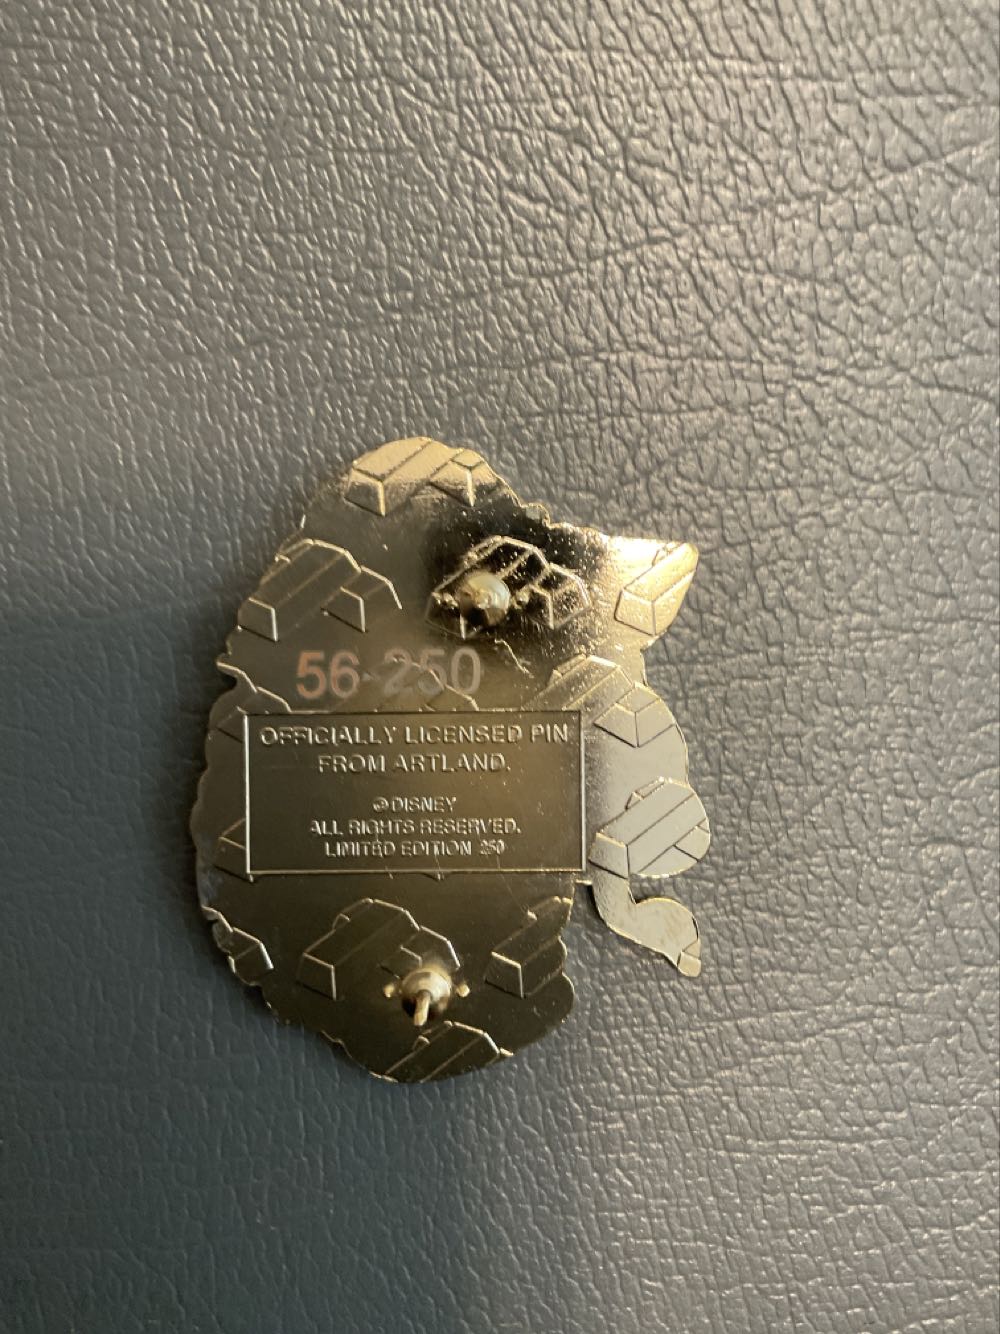 56-250
OFFICIALLY LICENSED PIN
FROM ARTLAND.
© DISNEY
ALL RIGHTS RESERVED.
LIMITED EDITION 250